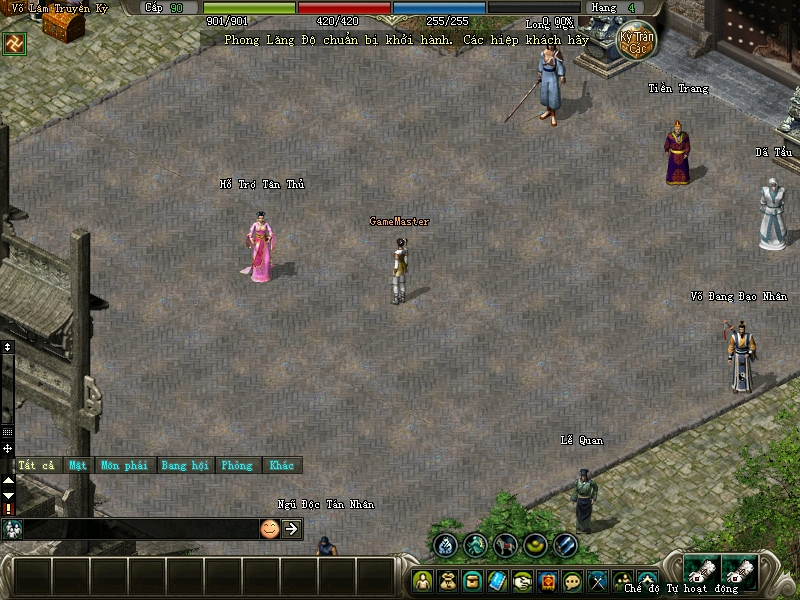 Võ Lâm Truyền Kỳ
Cấp 90
Hạng 4
901/901
420/420
255/255
0.00%
Phong Lăng Độ chuẩn bị khởi hành. Các hiệp khách hãy
Kỳ Trân
Các
Tiền Trang
Dã Tẩu
Hỗ Trợ Tân Thủ
GameMaster
Võ Đang Đạo Nhân
Lễ Quan
Tất cả
Mật
Môn phái
Bang hội
Phòng
Khác
Ngũ Độc Tán Nhân
Chế độ Tự hoạt động